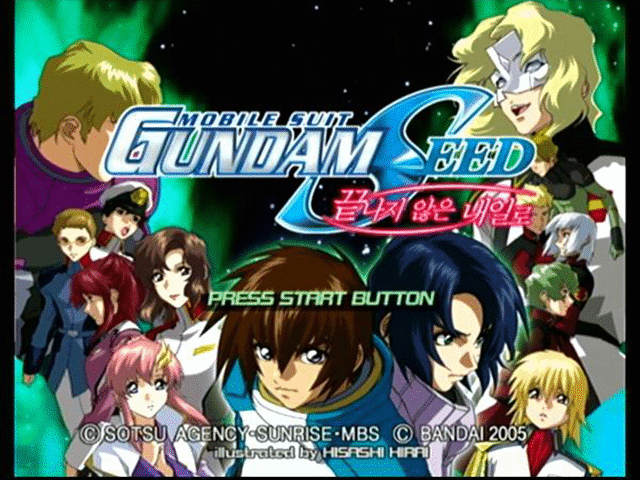 MOBILE SUIT
GUNDAM SEED
끝나지 않은 내일로
PRESS START BUTTON
© SOTSU AGENCY・SUNRISE・MBS © BANDAI 2005
illustrated by HISASHI HIRAI